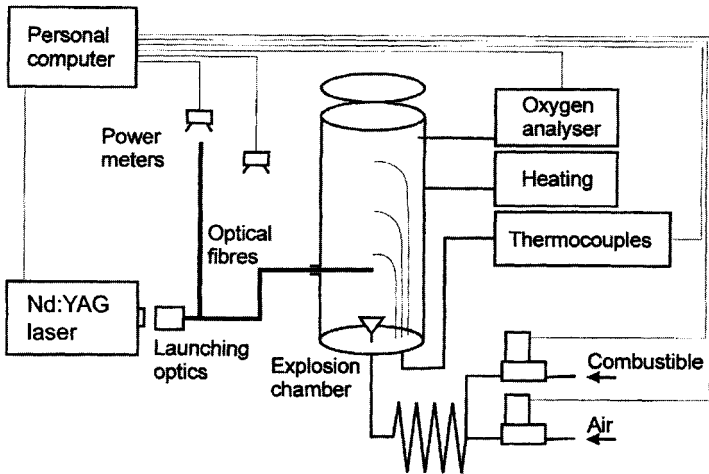 Personal
computer
Oxygen
analyser
Power
meters
Heating
Optical
fibres
Thermocouples
Nd:YAG
laser
Launching
optics
Explosion
chamber
Combustible
Air